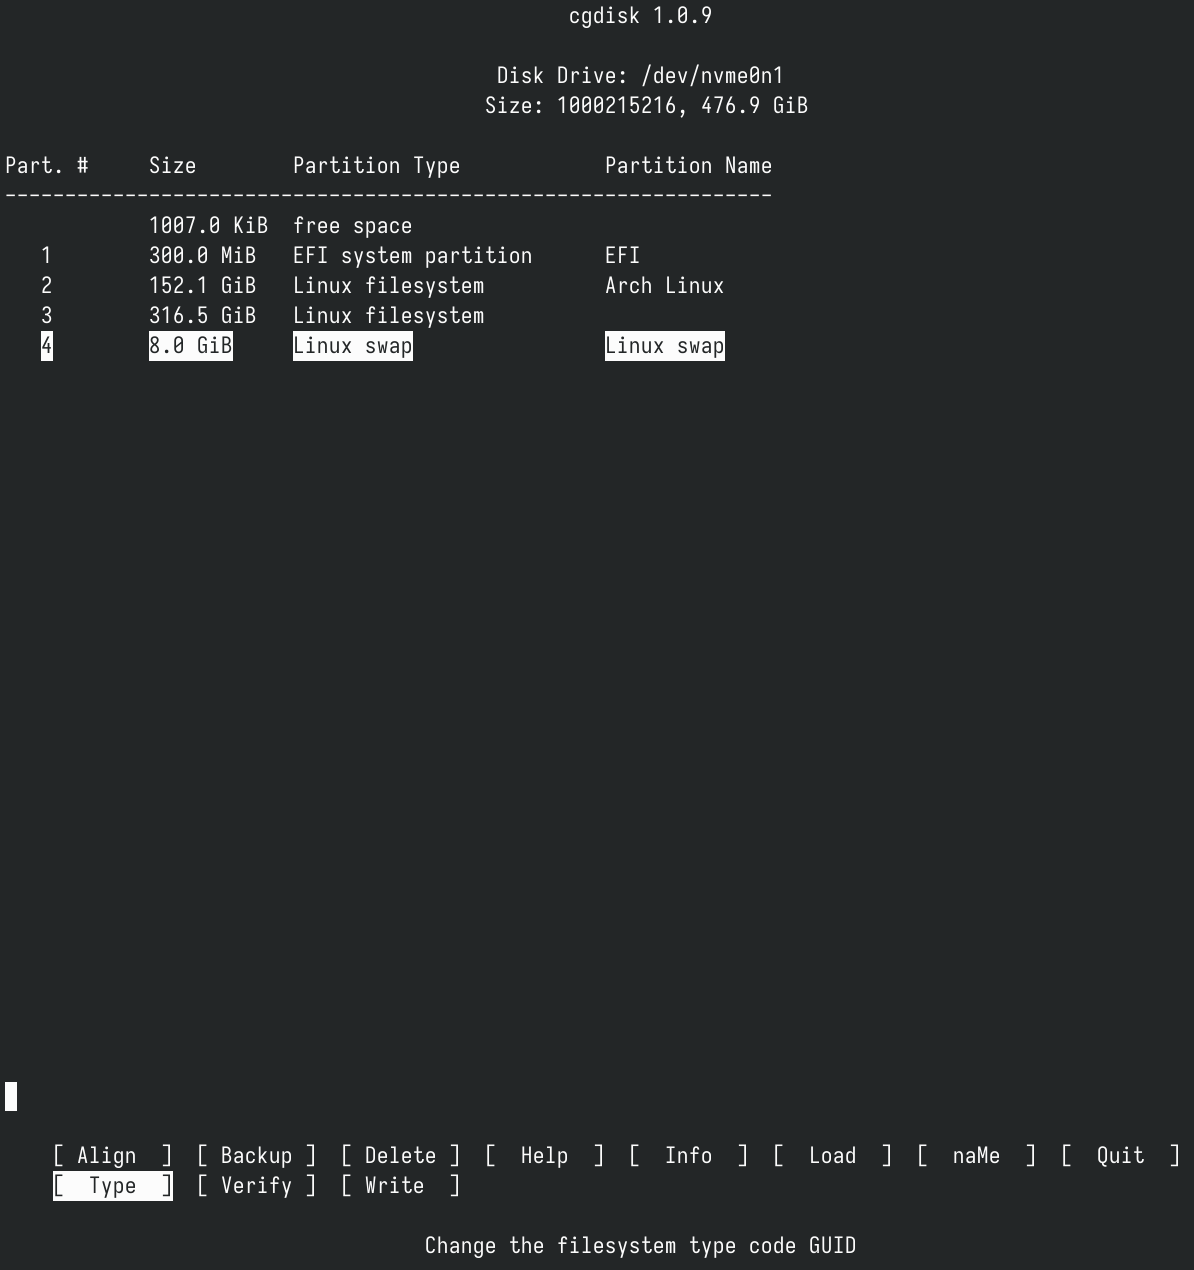 cgdisk 1.0.9
Disk Drive: /dev/nvme0n1
Size: 1000215216, 476.9 GiB
Part. #     Size        Partition Type            Partition Name
----------------------------------------------------------------
            1007.0 KiB  free space
   1        300.0 MiB   EFI system partition      EFI
   2        152.1 GiB   Linux filesystem          Arch Linux
   3        316.5 GiB   Linux filesystem
   4        8.0 GiB     Linux swap                Linux swap
[ Align  ]  [ Backup ]  [ Delete ]  [  Help  ]  [  Info  ]  [  Load  ]  [  naMe  ]  [  Quit  ]
[  Type  ]  [ Verify ]  [ Write  ]
Change the filesystem type code GUID